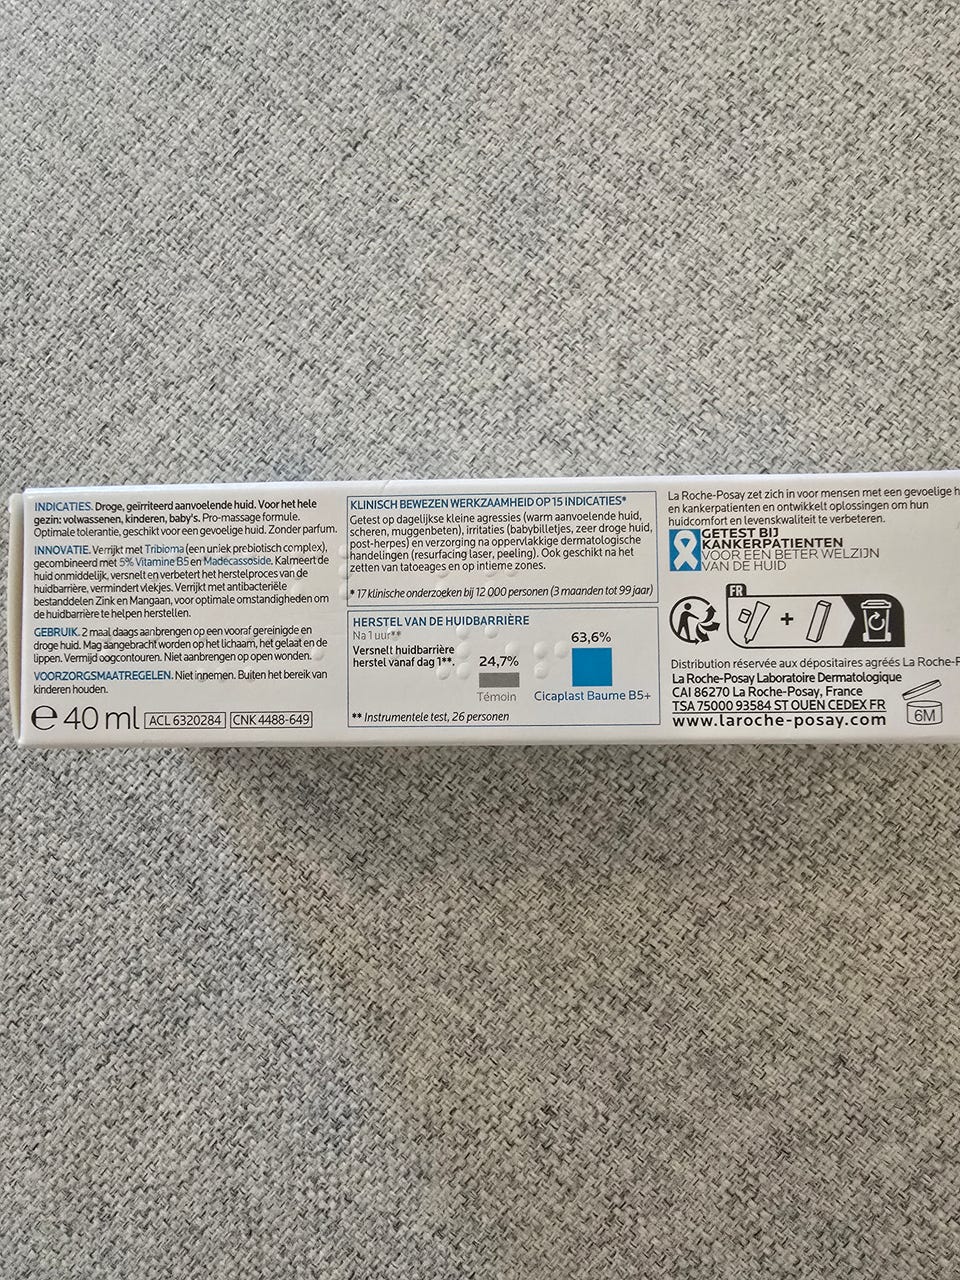 INDICATIES. Droge, geïrriteerd aanvoelende huid. Voor het hele
gezin: volwassenen, kinderen, baby's. Pro-massage formule.
Optimale tolerantie, geschikt voor een gevoelige huid. Zonder parfum.
INNOVATIE. Verrijkt met Tribioma (een uniek prebiotisch complex),
gecombineerd met 5% Vitamine B5 en Madecassoside. Kalmeert de
huid onmiddelijk, versnelt en verbetert het herstelproces van de
huidbarrière, vermindert vlekjes. Verrijkt met antibacteriële
bestanddelen Zink en Mangaan, voor optimale omstandigheden om
de huidbarrière te helpen herstellen.
GEBRUIK. 2 maal daags aanbrengen op een vooraf gereinigde en
droge huid. Mag aangebracht worden op het lichaam, het gelaat en de
lippen. Vermijd oogcontouren. Niet aanbrengen op open wonden.
VOORZORGSMAATREGELEN. Niet innemen. Buiten het bereik van
kinderen houden.
e 40 ml ACL 6320284 CNK 4488-649
KLINISCH BEWEZEN WERKZAAMHEID OP 15 INDICATIES*
Getest op dagelijkse kleine agressies (warm aanvoelende huid,
scheren, muggenbeten), irritaties (babybilletjes, zeer droge huid,
post-herpes) en verzorging na oppervlakkige dermatologische
handelingen (resurfacing laser, peeling). Ook geschikt na het
zetten van tatoeages en op intieme zones.
* 17 klinische onderzoeken bij 12 000 personen (3 maanden tot 99 jaar)
HERSTEL VAN DE HUIDBARRIÈRE
Na 1 uur**
Versnelt huidbarrière
herstel vanaf dag 1**.
24,7%
63,6%
Témoin
Cicaplast Baume B5+
** Instrumentele test, 26 personen
La Roche-Posay zet zich in voor mensen met een gevoelige h
en kankerpatienten en ontwikkelt oplossingen om hun
huidcomfort en levenskwaliteit te verbeteren.
GETEST BIJ
KANKERPATIENTEN
VOOR EEN BETER WELZIJN
VAN DE HUID
FR
+
Distribution réservée aux dépositaires agréés La Roche-P
La Roche-Posay Laboratoire Dermatologique
CAI 86270 La Roche-Posay, France
TSA 75000 93584 ST OUEN CEDEX FR
www.laroche-posay.com
6M